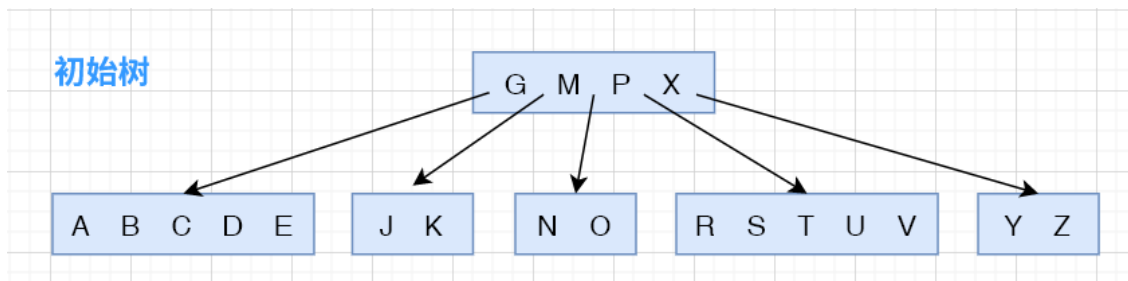 初始树
G M P X
A B C D E
J K
N O
R S T U V
Y Z